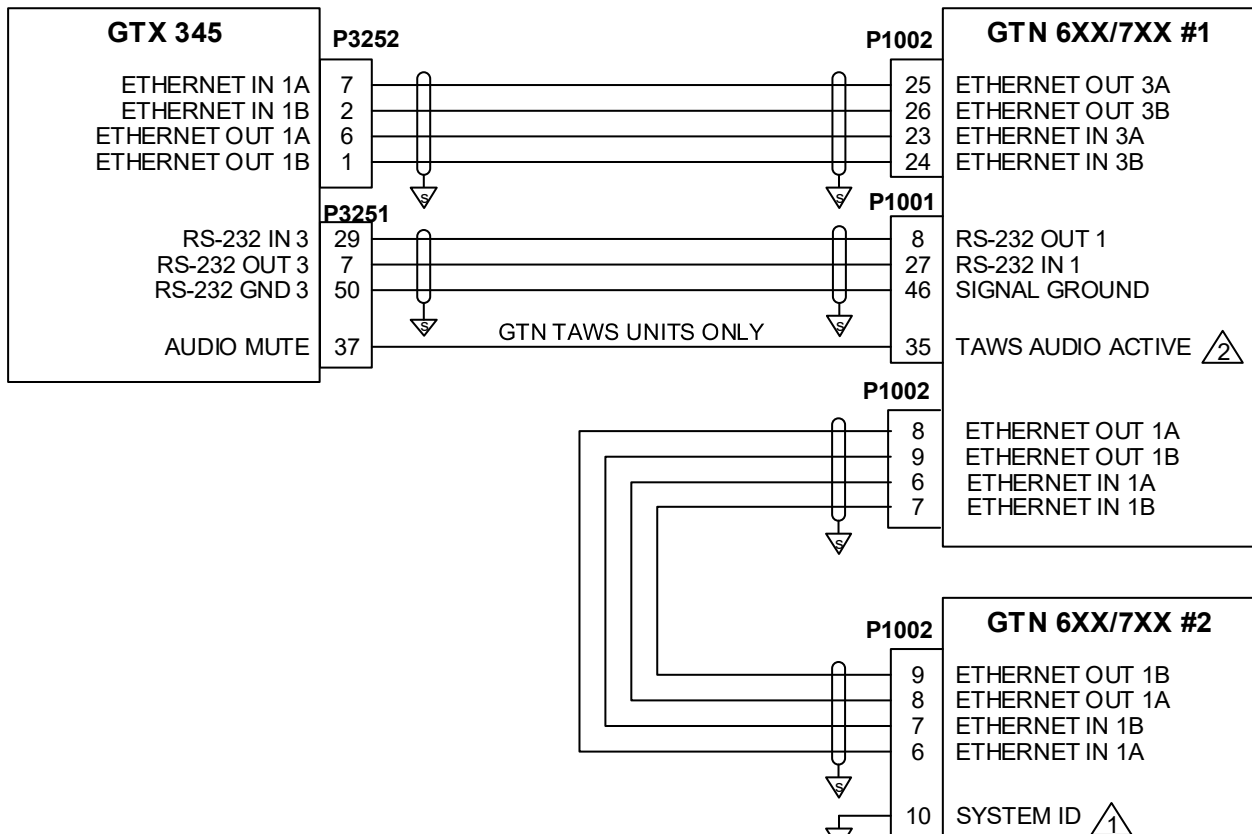 GTX 345
P3252
ETHERNET IN 1A 7
ETHERNET IN 1B 2
ETHERNET OUT 1A 6
ETHERNET OUT 1B 1
S
P3251
RS-232 IN 3 29
RS-232 OUT 3 7
RS-232 GND 3 50
S
AUDIO MUTE 37
GTN TAWS UNITS ONLY
P1002
GTN 6XX/7XX #1
25 ETHERNET OUT 3A
26 ETHERNET OUT 3B
23 ETHERNET IN 3A
24 ETHERNET IN 3B
S
P1001
8 RS-232 OUT 1
27 RS-232 IN 1
46 SIGNAL GROUND
S
35 TAWS AUDIO ACTIVE 2
P1002
8 ETHERNET OUT 1A
9 ETHERNET OUT 1B
6 ETHERNET IN 1A
7 ETHERNET IN 1B
S
P1002
GTN 6XX/7XX #2
9 ETHERNET OUT 1B
8 ETHERNET OUT 1A
7 ETHERNET IN 1B
6 ETHERNET IN 1A
S
10 SYSTEM ID 1